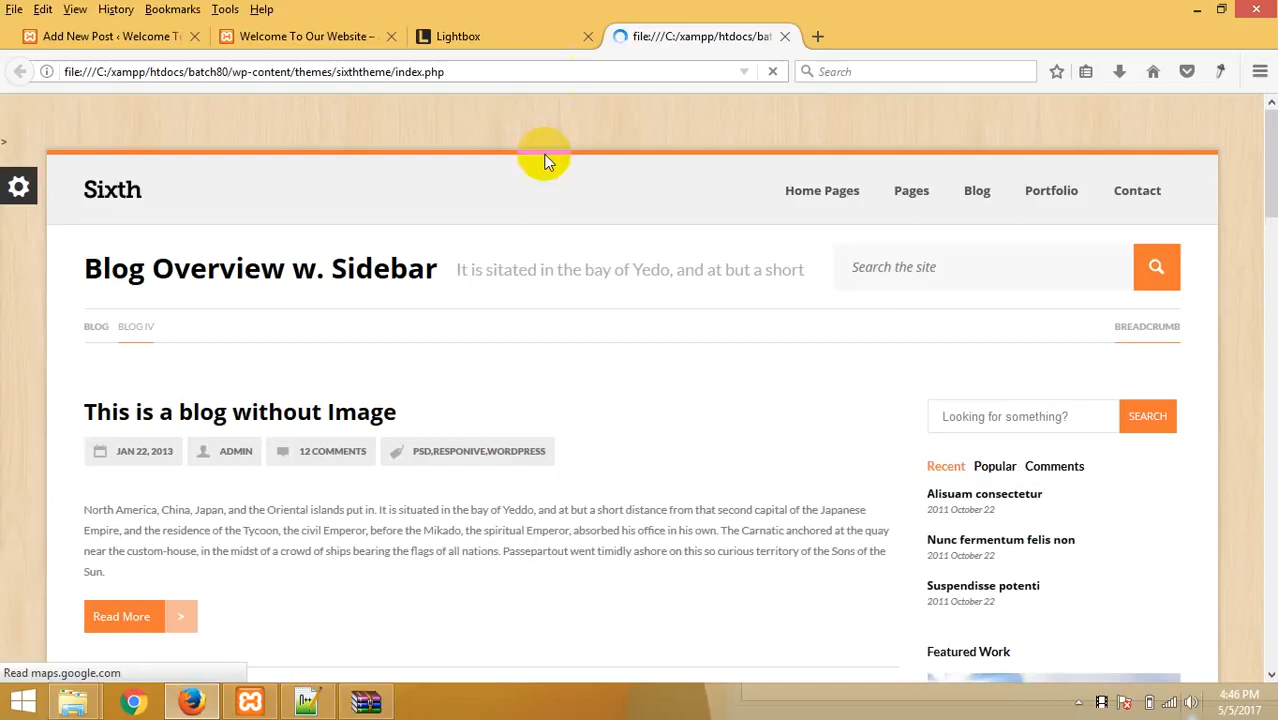 File Edit View History Bookmarks Tools Help
Add New Post ‹ Welcome To Welcome To Our Website – Lightbox file:///C:/xampp/htdocs/bat
file:///C:/xampp/htdocs/batch80/wp-content/themes/sixththeme/index.php Search
>
Sixth Home Pages Pages Blog Portfolio Contact
Blog Overview w. Sidebar It is sitated in the bay of Yedo, and at but a short Search the site
BLOG BLOG IV BREADCRUMB
This is a blog without Image Looking for something? SEARCH
JAN 22, 2013 ADMIN 12 COMMENTS PSD,RESPONIVE,WORDPRESS
Recent Popular Comments
Alisuam consectetur
2011 October 22
North America, China, Japan, and the Oriental islands put in. It is situated in the bay of Yeddo, and at but a short distance from that second capital of the Japanese
Empire, and the residence of the Tycoon, the civil Emperor, before the Mikado, the spiritual Emperor, absorbed his office in his own. The Carnatic anchored at the quay
near the custom-house, in the midst of a crowd of ships bearing the flags of all nations. Passepartout went timidly ashore on this so curious territory of the Sons of the
Sun.
Nunc fermentum felis non
2011 October 22
Suspendisse potenti
2011 October 22
Read More >
Featured Work
Read maps.google.com
4:46 PM
5/5/2017